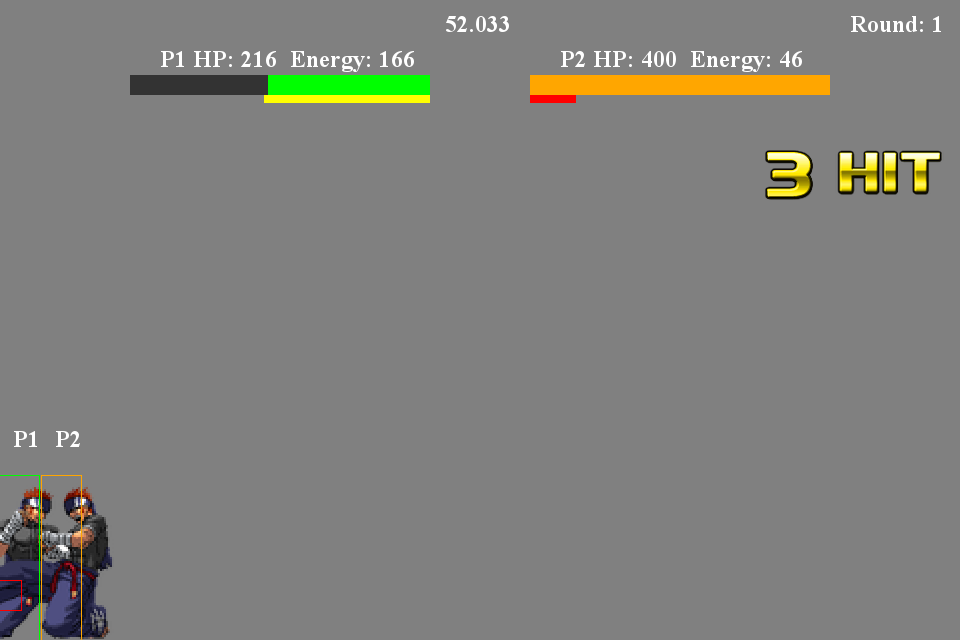 52.033
Round: 1
P1 HP: 216 Energy: 166
P2 HP: 400 Energy: 46
3 HIT
P1 P2